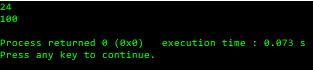 24
100
Process returned 0 (0x0)   execution time : 0.073 s
Press any key to continue.